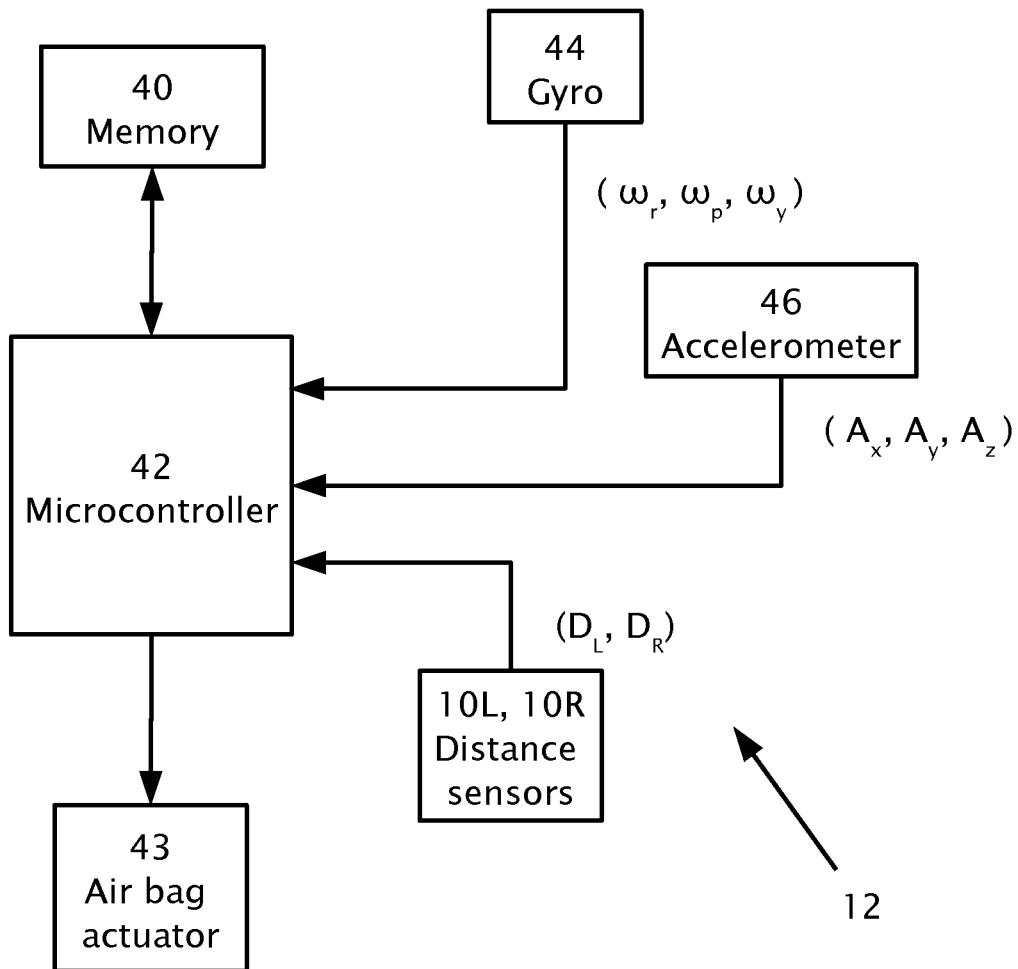 44
Gyro
40
Memory
( ωr, ωp, ωy )
46
Accelerometer
( Ax, Ay, Az )
42
Microcontroller
(DL, DR)
10L, 10R
Distance
sensors
43
Air bag
actuator
12